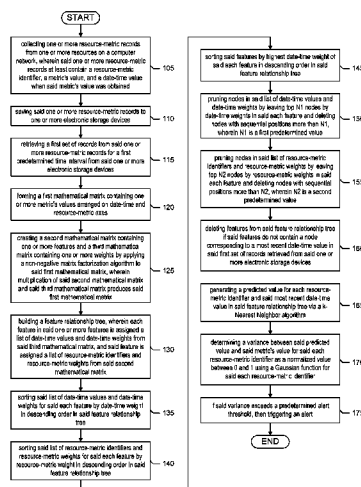 START
collecting one or more resource-metric records
from one or more resources on a computer
network, wherein said one or more resource-metric
records at least contain a resource-metric
identifier, a metric's value, and a date-time value
when said metric's value was obtained
105
saving said one or more resource-metric records to
one or more electronic storage devices
110
retrieving a first set of records from said one or
more resource-metric records for a first
predetermined time interval from said one or more
electronic storage devices
115
forming a first mathematical matrix containing one
or more metric's values arranged on date-time and
resource-metric axes
120
creating a second mathematical matrix containing
one or more features and a third mathematical
matrix containing one or more weights by applying
a non-negative matrix factorization algorithm to
said first mathematical matrix, wherein
multiplication of said second mathematical matrix
and said third mathematical matrix produces said
first mathematical matrix
125
building a feature relationship tree, wherein each
feature in said one or more features is assigned a
list of date-time values and date-time weights from
said third mathematical matrix, and said feature is
assigned a list of resource-metric identifiers and
resource-metric weights from said second
mathematical matrix
130
sorting said list of date-time values and date-time
weights for said each feature by date-time weight
in descending order in said feature relationship
tree
135
sorting said list of resource-metric identifiers and
resource-metric weights for said each feature by
resource-metric weight in descending order in said
feature relationship tree
140
sorting said features by highest date-time weight of
said each feature in descending order in said
feature relationship tree
145
pruning nodes in said list of date-time values and
date-time weights by leaving top N1 nodes by
date-time weights in said each feature and deleting
nodes with sequential positions more than N1,
wherein N1 is a first predetermined value
150
pruning nodes in said list of resource-metric
identifiers and resource-metric weights by leaving
top N2 nodes by resource-metric weights in said
each feature and deleting nodes with sequential
positions more than N2, wherein N2 is a second
predetermined value
155
deleting features from said feature relationship tree
if said features do not contain a node
corresponding to a most recent date-time value in
said first set of records retrieved from said one or
more electronic storage devices
160
generating a predicted value for each resource-
metric identifier and said most recent date-time
value in said feature relationship tree via a k-
Nearest Neighbor algorithm
165
determining a variance between said predicted
value and said metric's value for said each
resource-metric identifier as a normalized value
between 0 and 1 using a Gaussian function for
said each resource-metric identifier
170
if said variance exceeds a predetermined alert
threshold, then triggering an alert
175
END